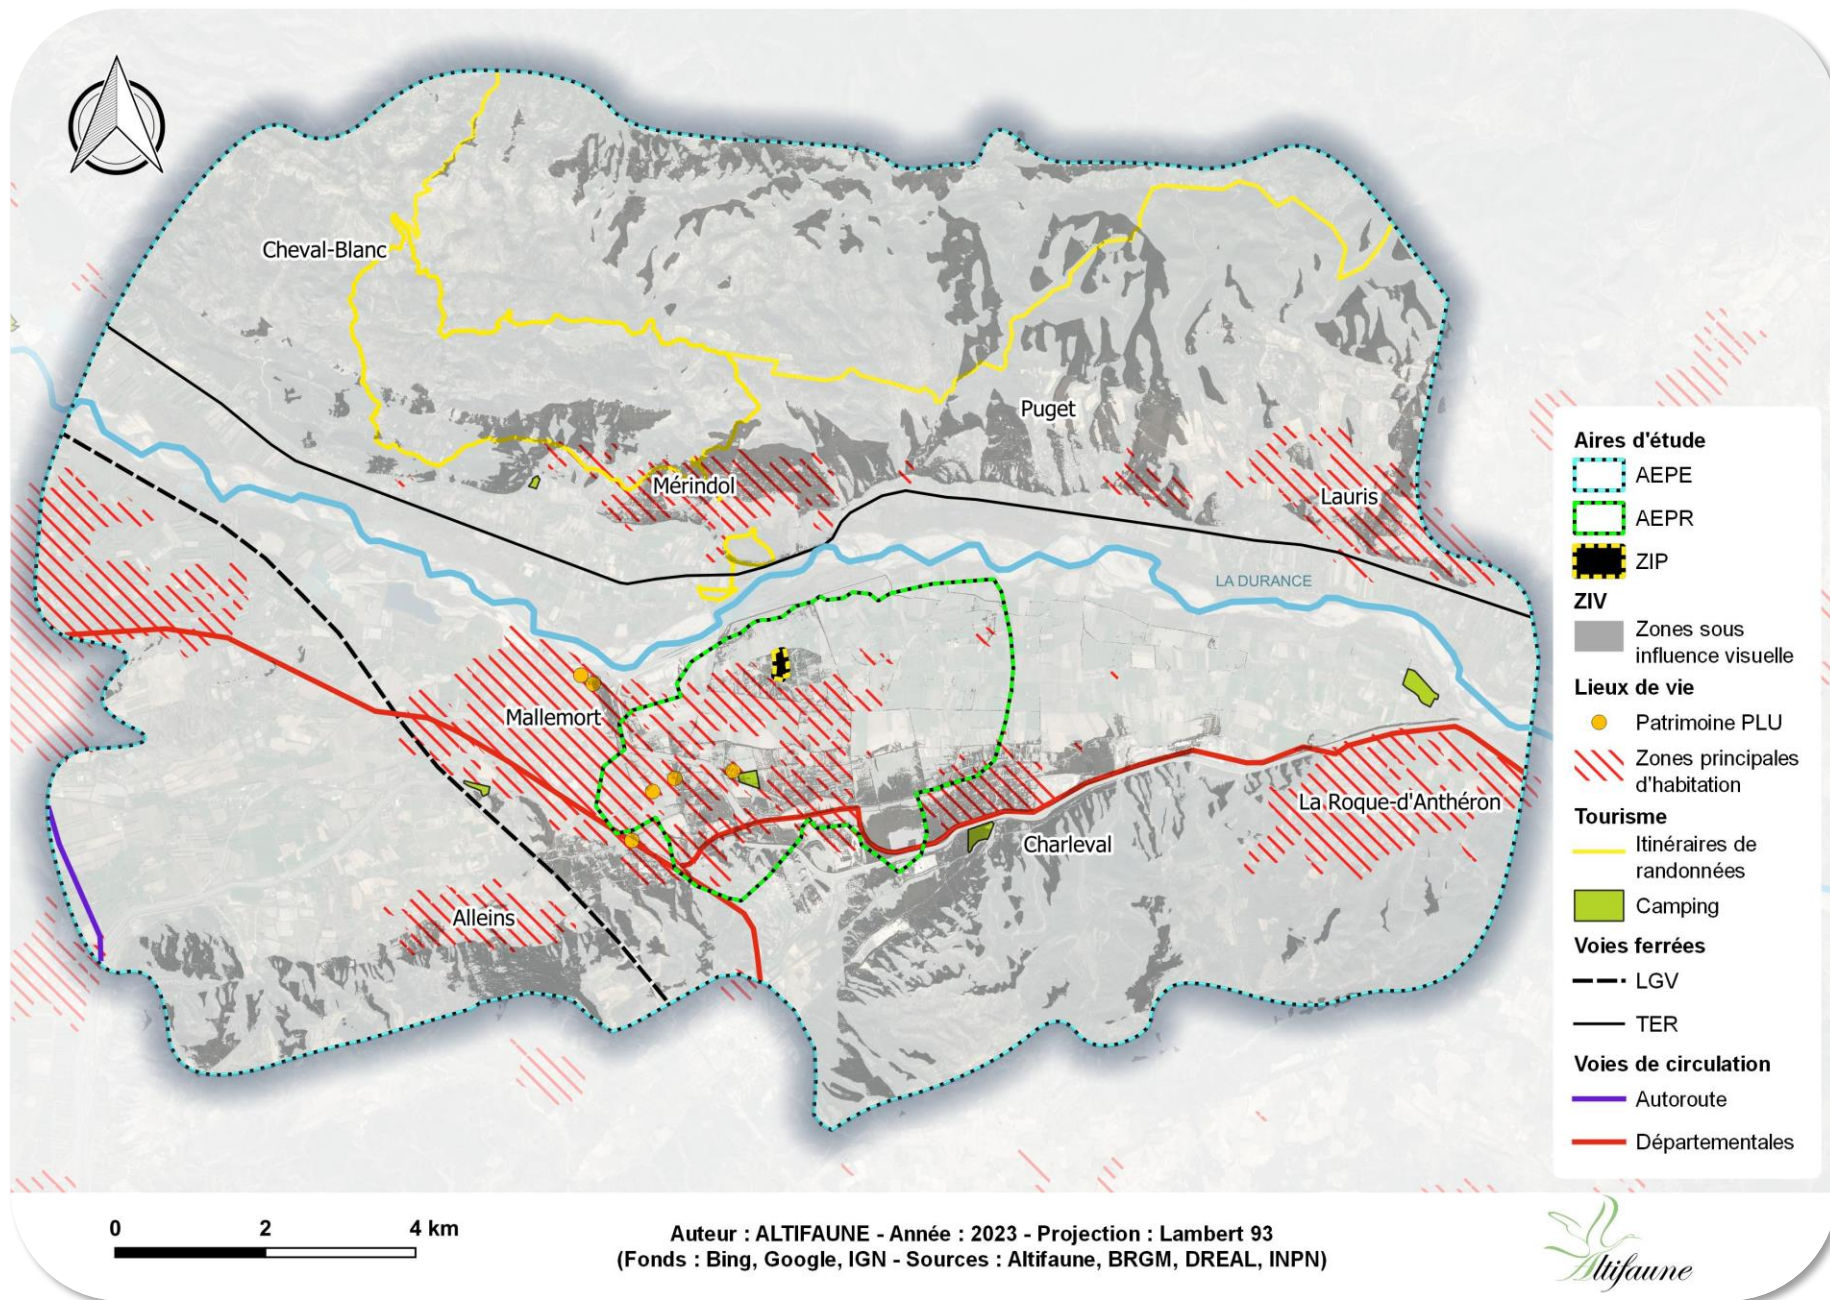 Cheval-Blanc
Puget
Mérindol
Lauris
LA DURANCE
Mallemort
La Roque-d'Anthéron
Charleval
Alleins
Aires d'étude
AEPE
AEPR
ZIP
ZIV
Zones sous
influence visuelle
Lieux de vie
Patrimoine PLU
Zones principales
d'habitation
Tourisme
Itinéraires de
randonnées
Camping
Voies ferrées
LGV
TER
Voies de circulation
Autoroute
Départementales
0 2 4 km
Auteur : ALTIFAUNE - Année : 2023 - Projection : Lambert 93
(Fonds : Bing, Google, IGN - Sources : Altifaune, BRGM, DREAL, INPN)
Altifaune